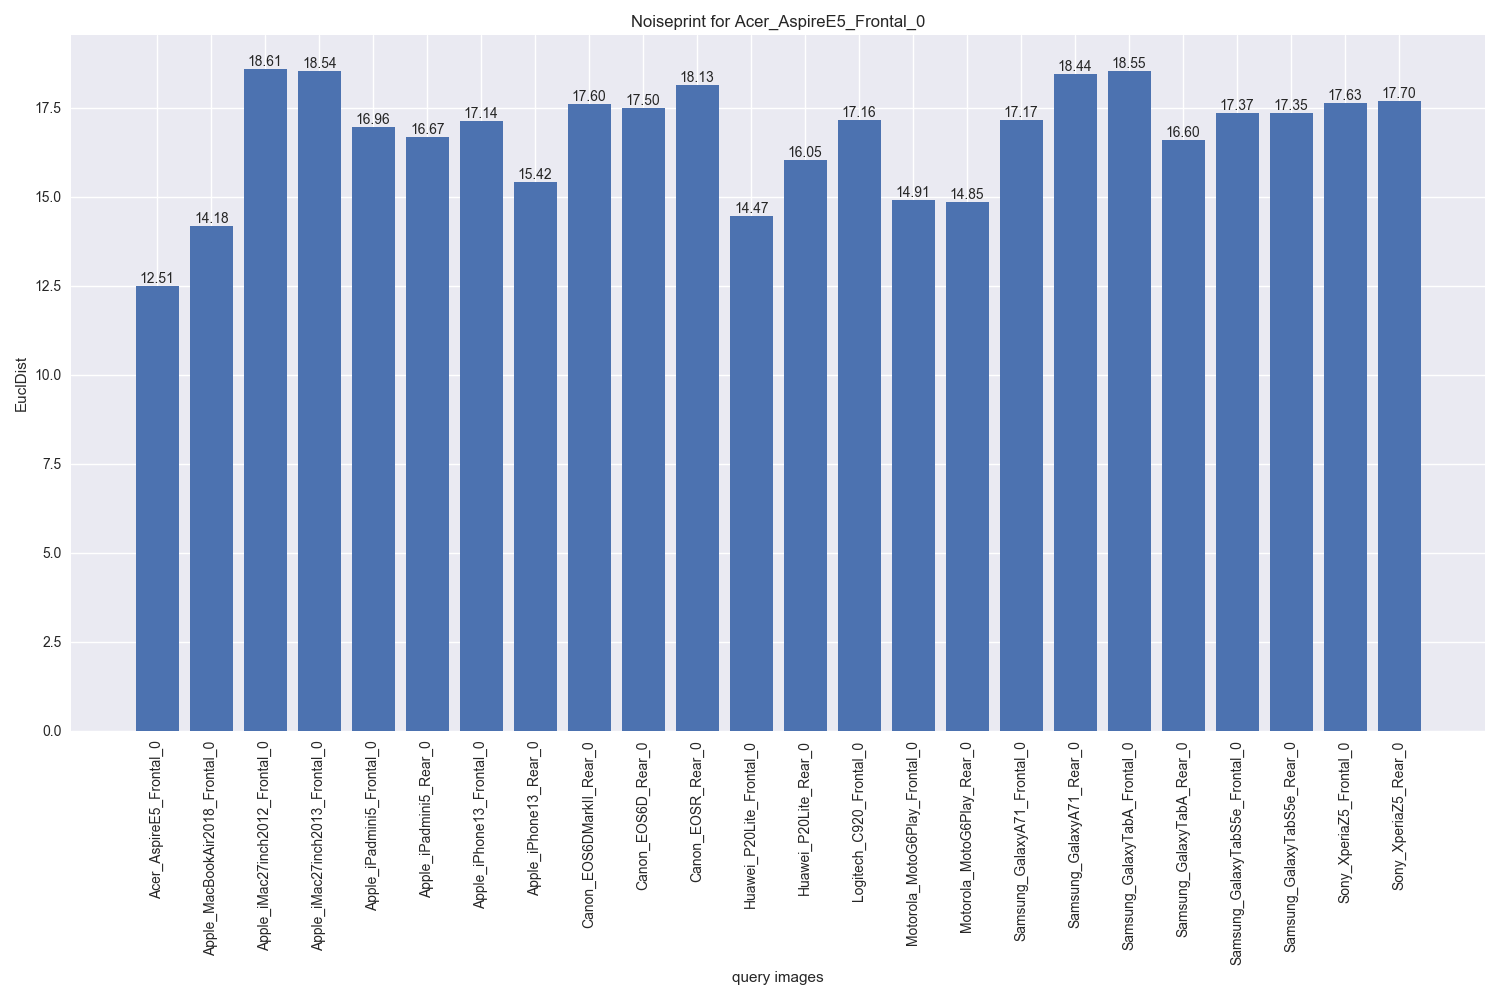 Noiseprint for Acer_AspireE5_Frontal_0
EuclDist
17.5
15.0
12.5
10.0
7.5
5.0
2.5
0.0
12.51
14.18
18.61
18.54
16.96
16.67
17.14
15.42
17.60
17.50
18.13
14.47
16.05
17.16
14.91
14.85
17.17
18.44
18.55
16.60
17.37
17.35
17.63
17.70
Acer_AspireE5_Frontal_0
Apple_MacBookAir2018_Frontal_0
Apple_iMac27inch2012_Frontal_0
Apple_iMac27inch2013_Frontal_0
Apple_iPadmini5_Frontal_0
Apple_iPadmini5_Rear_0
Apple_iPhone13_Frontal_0
Apple_iPhone13_Rear_0
Canon_EOS6DMarkII_Rear_0
Canon_EOS6D_Rear_0
Canon_EOSR_Rear_0
Huawei_P20Lite_Frontal_0
Huawei_P20Lite_Rear_0
Logitech_C920_Frontal_0
Motorola_MotoG6Play_Frontal_0
Motorola_MotoG6Play_Rear_0
Samsung_GalaxyA71_Frontal_0
Samsung_GalaxyA71_Rear_0
Samsung_GalaxyTabA_Frontal_0
Samsung_GalaxyTabA_Rear_0
Samsung_GalaxyTabS5e_Frontal_0
Samsung_GalaxyTabS5e_Rear_0
Sony_XperiaZ5_Frontal_0
Sony_XperiaZ5_Rear_0
query images